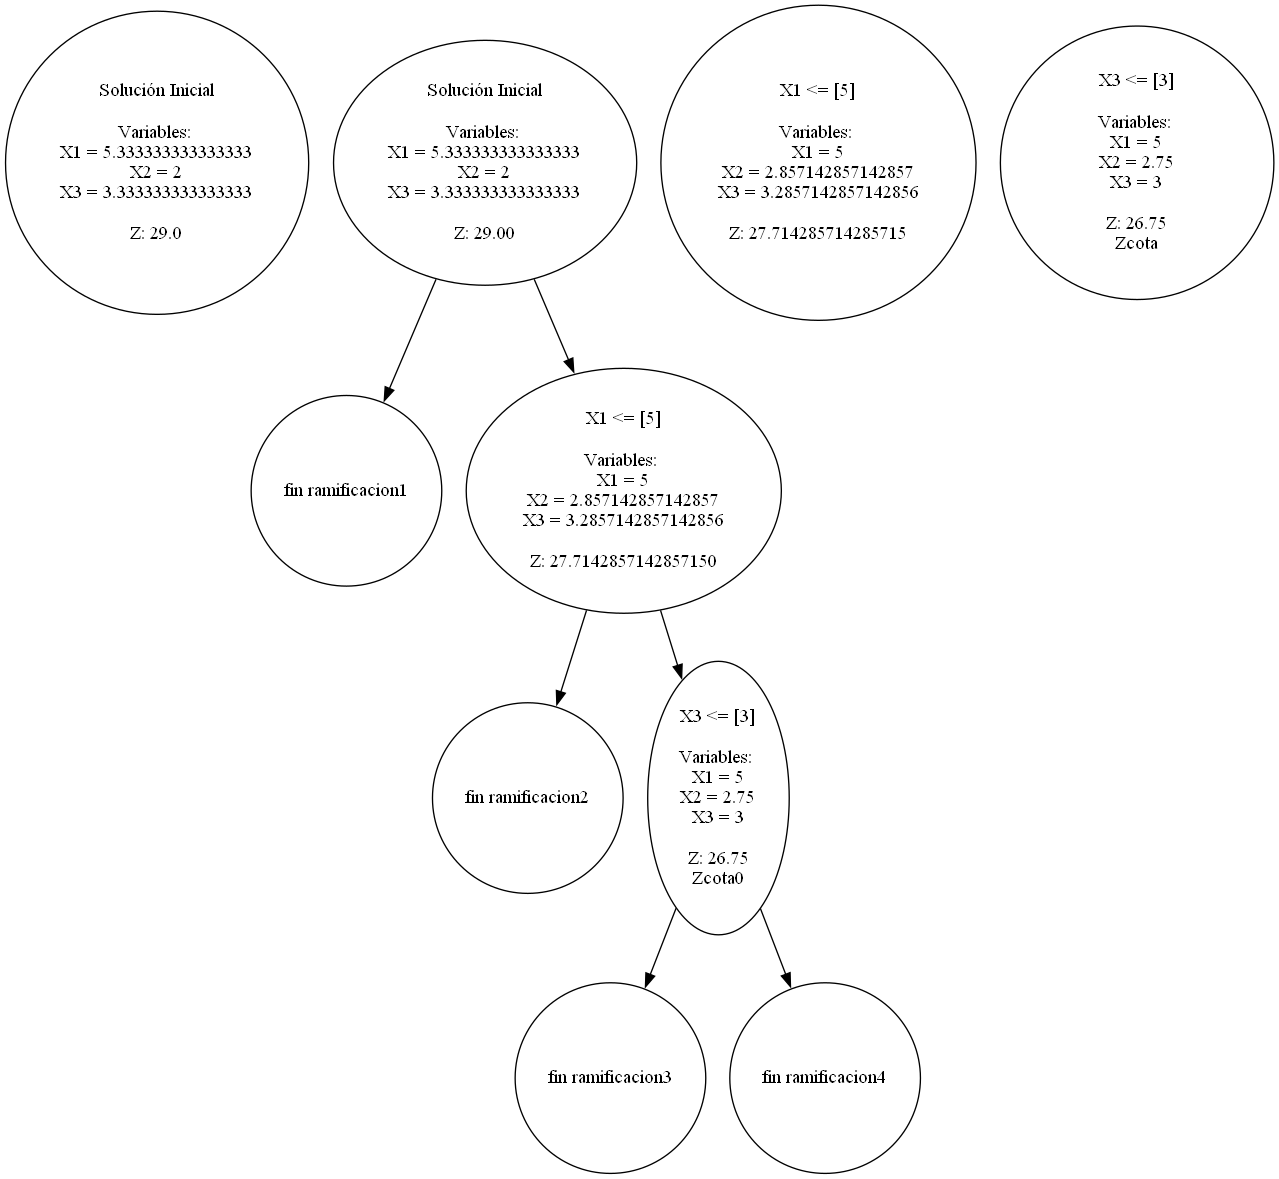 Solución Inicial
Variables:
X1 = 5.333333333333333
X2 = 2
X3 = 3.333333333333333
Z: 29.0
Solución Inicial
Variables:
X1 = 5.333333333333333
X2 = 2
X3 = 3.333333333333333
Z: 29.00
X1 <= [5]
Variables:
X1 = 5
X2 = 2.857142857142857
X3 = 3.2857142857142856
Z: 27.714285714285715
X3 <= [3]
Variables:
X1 = 5
X2 = 2.75
X3 = 3
Z: 26.75
Zcota
fin ramificacion1
X1 <= [5]
Variables:
X1 = 5
X2 = 2.857142857142857
X3 = 3.2857142857142856
Z: 27.7142857142857150
fin ramificacion2
X3 <= [3]
Variables:
X1 = 5
X2 = 2.75
X3 = 3
Z: 26.75
Zcota0
fin ramificacion3
fin ramificacion4